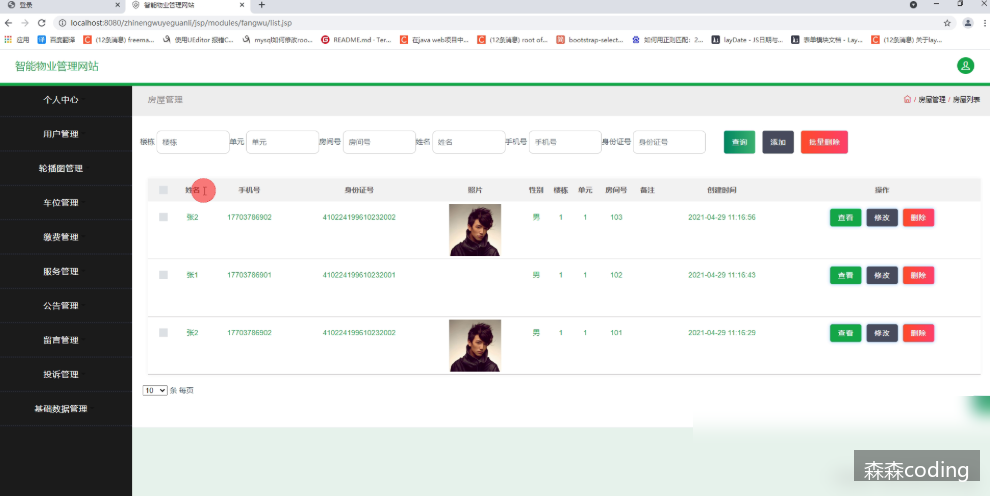 登录
智能物业管理网站
localhost:8080/zhinengwuyeguanli/jsp/modules/fangwu/list.jsp
应用
百度翻译
(12条消息) freema...
使用UEditor 报错C...
mysql如何修改roo...
README.md · Ter...
在java web项目中...
(12条消息) root of...
bootstrap-select...
如何用正则匹配：2...
layDate - JS日期与...
表单模块文档 - Lay...
(12条消息) 关于lay...
智能物业管理网站
个人中心
用户管理
轮播图管理
车位管理
缴费管理
服务管理
公告管理
留言管理
投诉管理
基础数据管理
房屋管理
/ 房屋管理 / 房屋列表
楼栋 楼栋 单元 单元 房间号 房间号 姓名 姓名 手机号 手机号 身份证号 身份证号 查询 添加 批量删除
姓名 手机号 身份证号 照片 性别 楼栋 单元 房间号 备注 创建时间 操作
张2 17703786902 410224199610232002 男 1 1 103 2021-04-29 11:16:56 查看 修改 删除
张1 17703786901 410224199610232001 男 1 1 102 2021-04-29 11:16:43 查看 修改 删除
张2 17703786902 410224199610232002 男 1 1 101 2021-04-29 11:16:29 查看 修改 删除
10 条 每页
森森coding